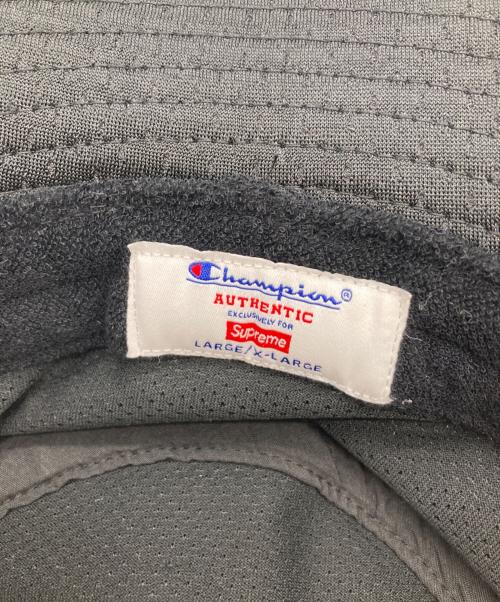 Champion®
AUTHENTIC
EXCLUSIVELY FOR
Supreme
LARGE/X-LARGE